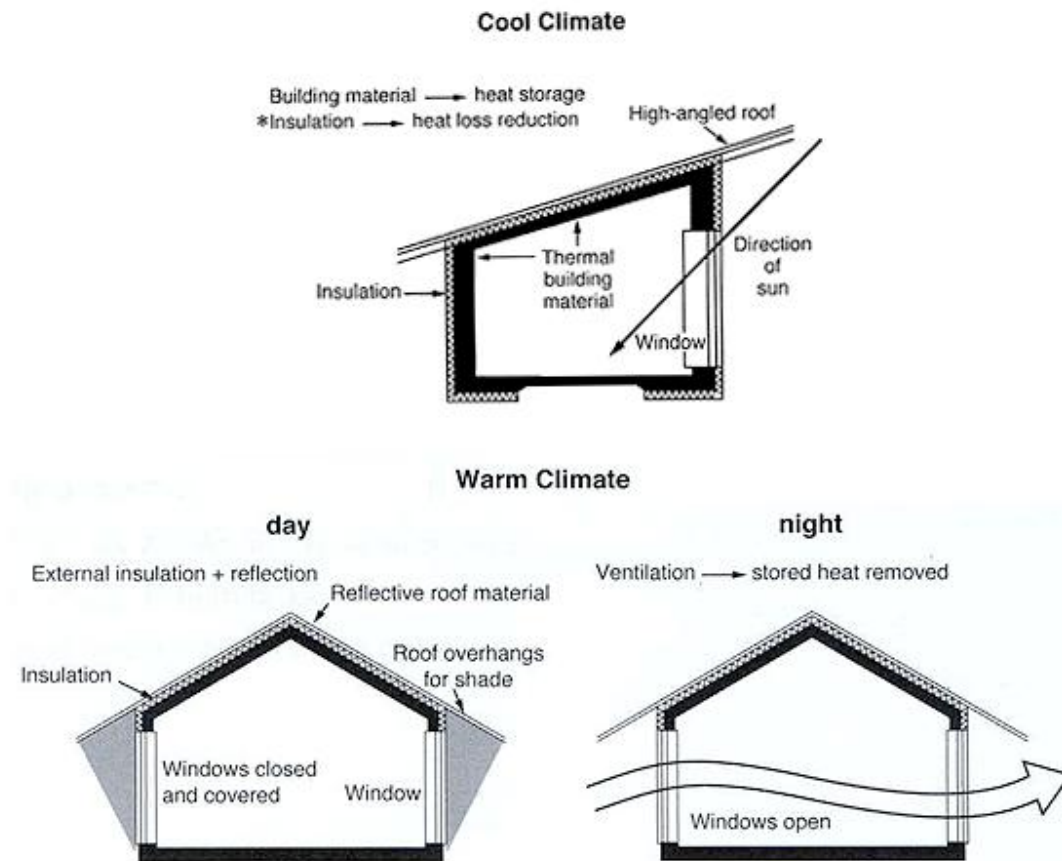 Cool Climate
Building material → heat storage
*Insulation → heat loss reduction
High-angled roof
Thermal
building
material
Direction
of
sun
Insulation
Window
Warm Climate
day
External insulation + reflection
Reflective roof material
Roof overhangs
for shade
Insulation
Windows closed
and covered
Window
night
Ventilation → stored heat removed
Windows open